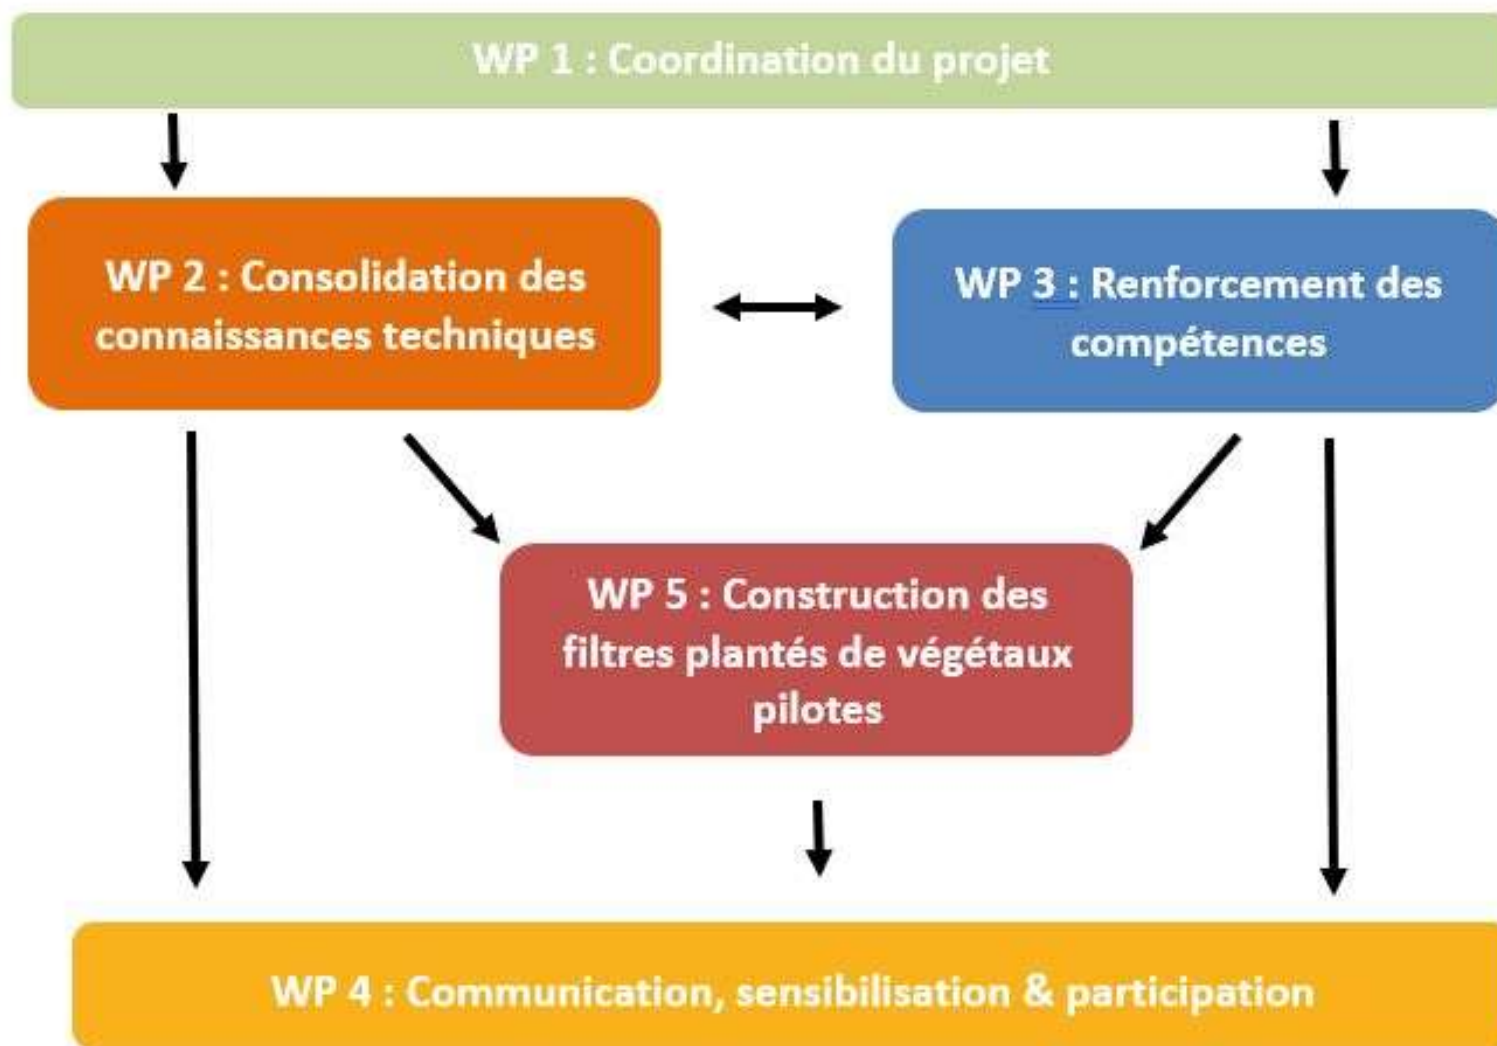 WP 1 : Coordination du projet
WP 2 : Consolidation des
connaissances techniques
WP 3 : Renforcement des
compétences
WP 5 : Construction des
filtres plantés de végétaux
pilotes
WP 4 : Communication, sensibilisation & participation